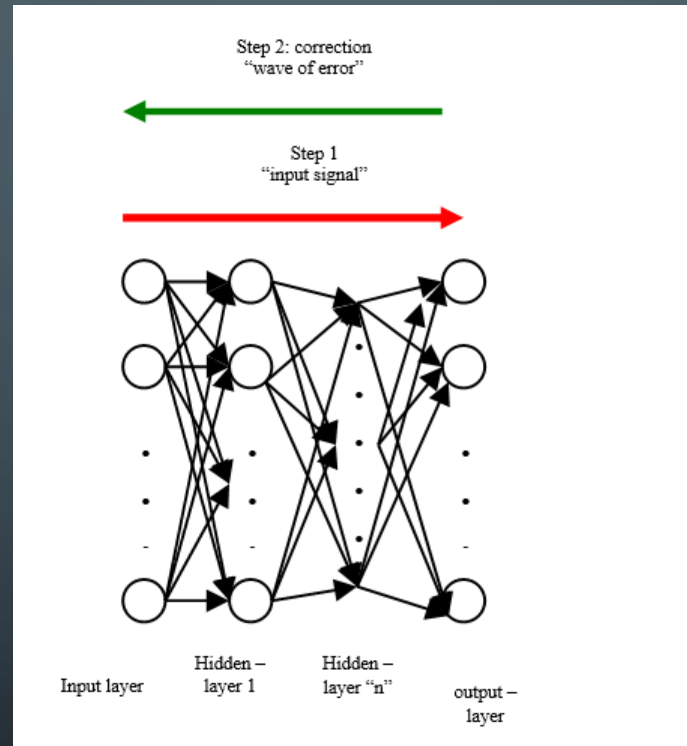 Step 2: correction
“wave of error”
Step 1
“input signal”
Input layer
Hidden –
layer 1
Hidden –
layer “n”
output –
layer